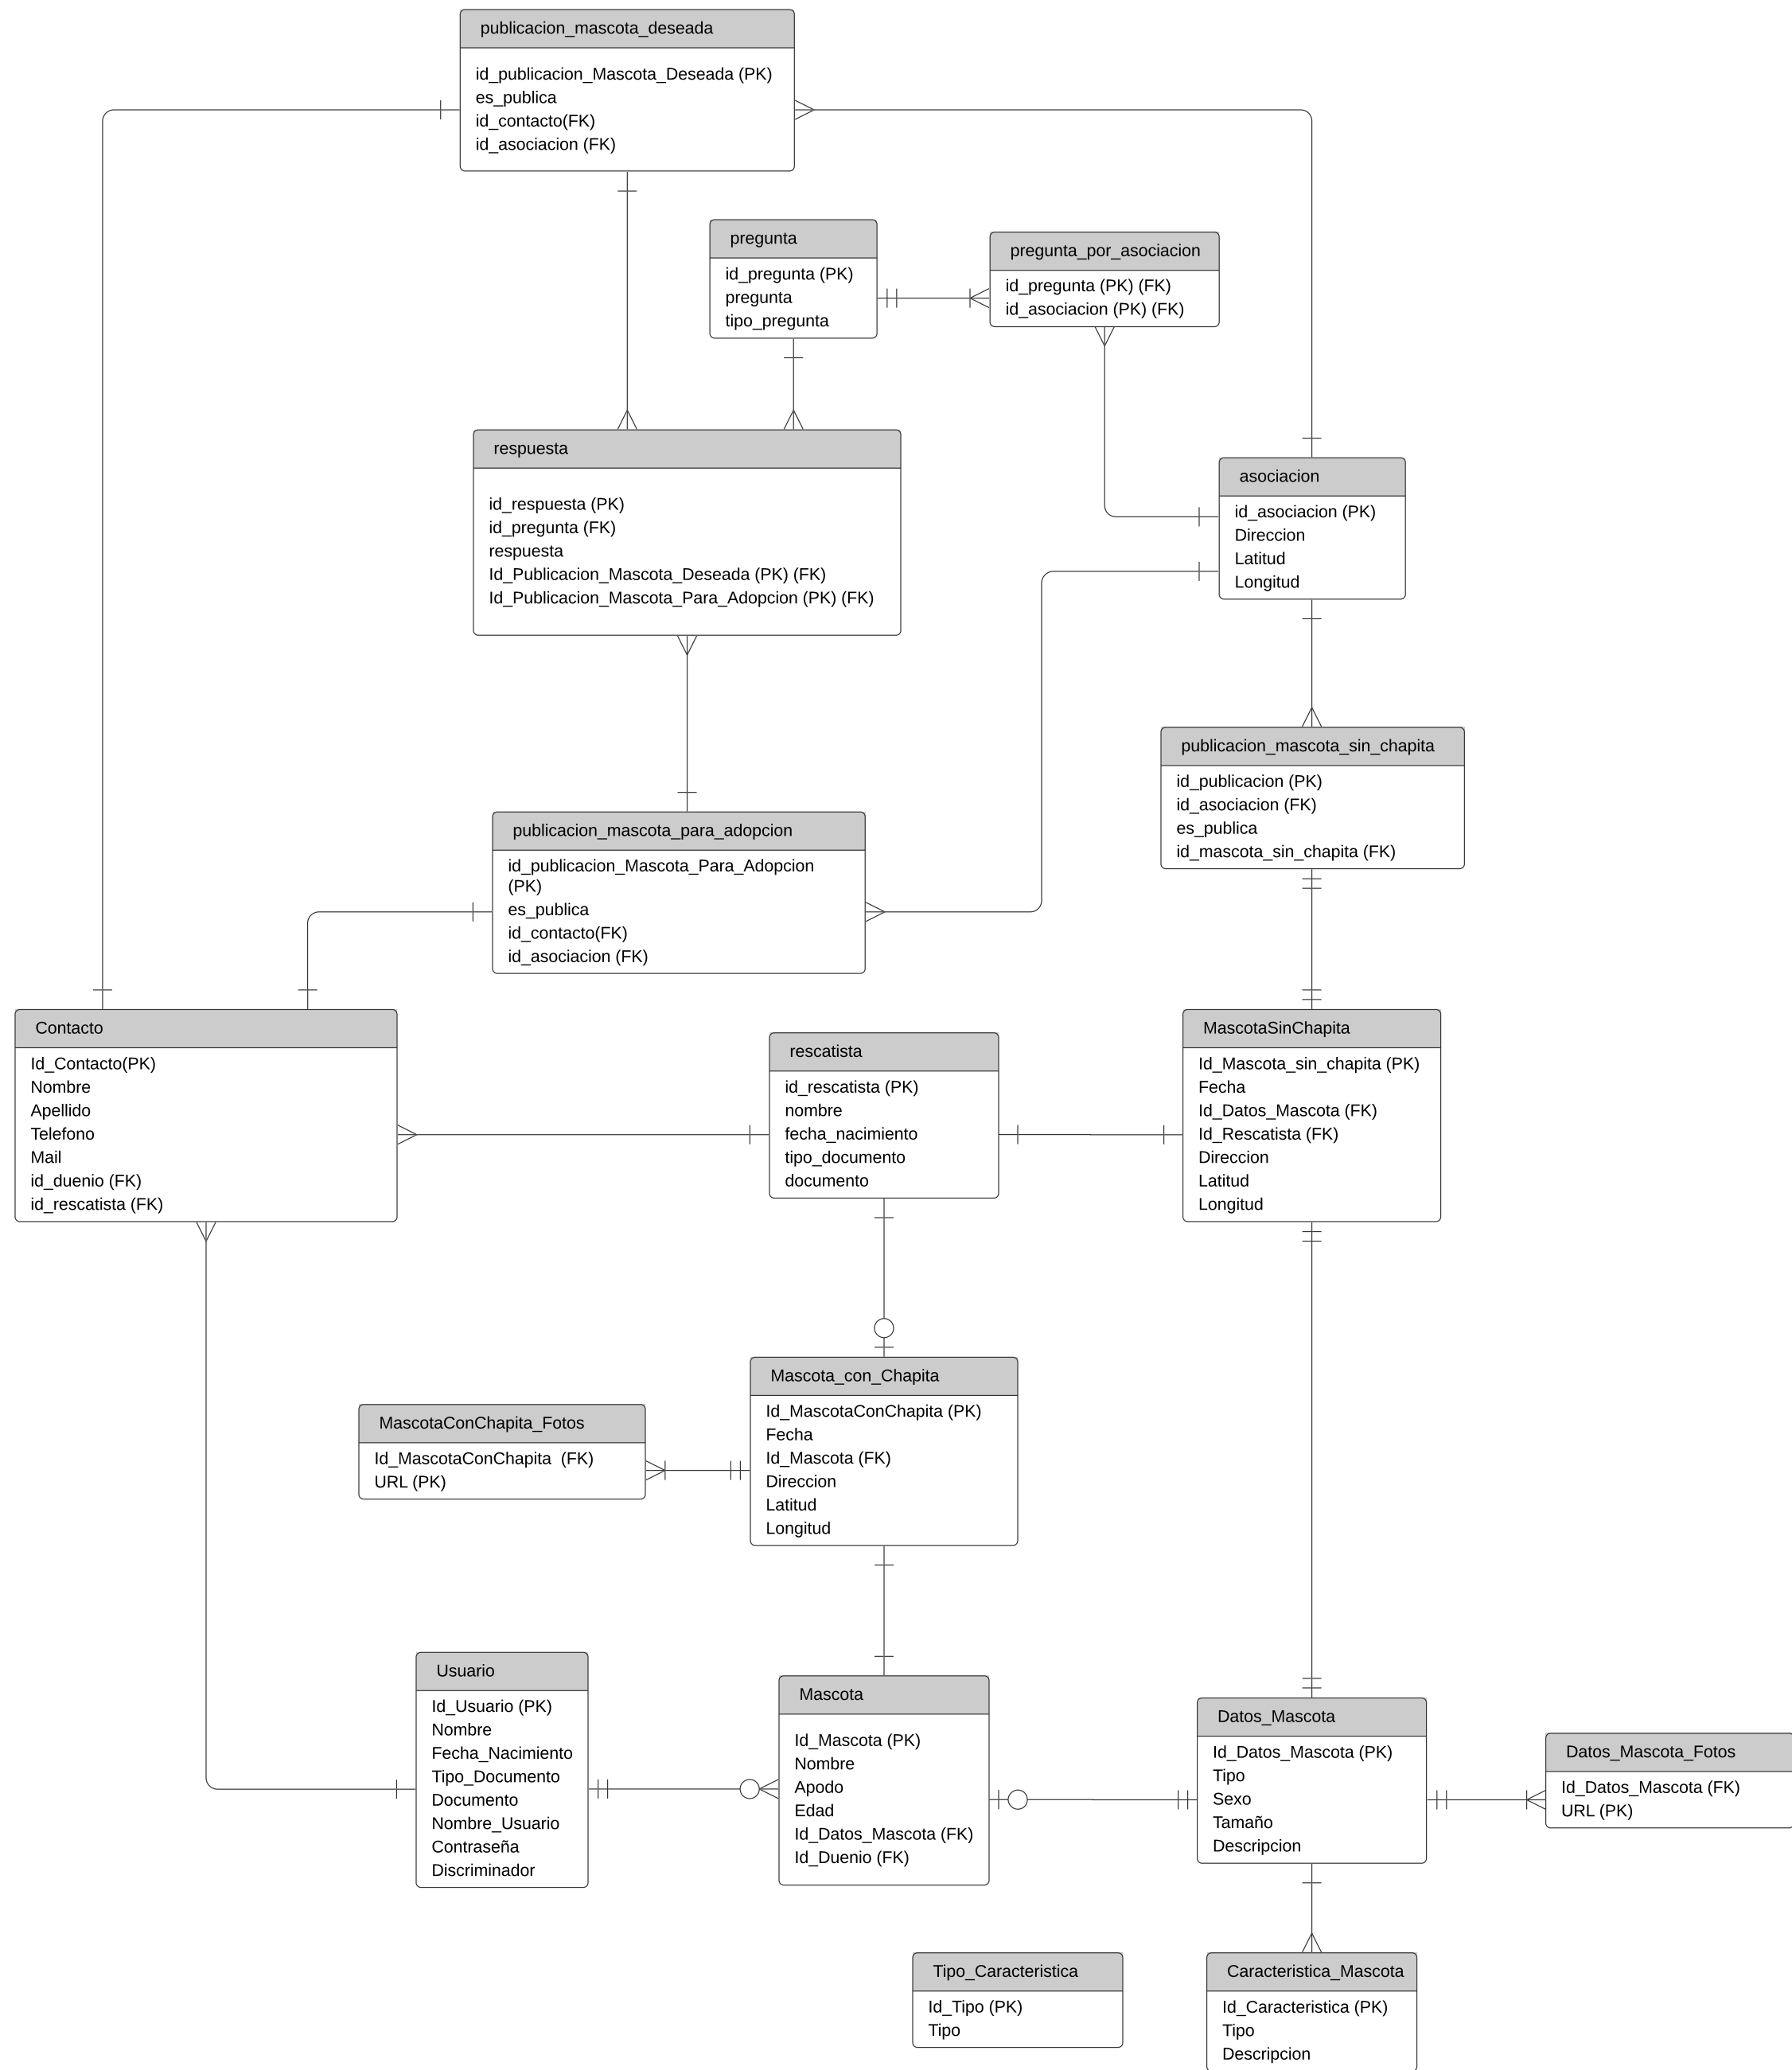 publicacion_mascota_deseada
id_publicacion_Mascota_Deseada (PK)
es_publica
id_contacto(FK)
id_asociacion (FK)
pregunta
id_pregunta (PK)
pregunta
tipo_pregunta
pregunta_por_asociacion
id_pregunta (PK) (FK)
id_asociacion (PK) (FK)
respuesta
id_respuesta (PK)
id_pregunta (FK)
respuesta
Id_Publicacion_Mascota_Deseada (PK) (FK)
Id_Publicacion_Mascota_Para_Adopcion (PK) (FK)
asociacion
id_asociacion (PK)
Direccion
Latitud
Longitud
publicacion_mascota_sin_chapita
id_publicacion (PK)
id_asociacion (FK)
es_publica
id_mascota_sin_chapita (FK)
publicacion_mascota_para_adopcion
id_publicacion_Mascota_Para_Adopcion
(PK)
es_publica
id_contacto(FK)
id_asociacion (FK)
Contacto
Id_Contacto(PK)
Nombre
Apellido
Telefono
Mail
id_duenio (FK)
id_rescatista (FK)
rescatista
id_rescatista (PK)
nombre
fecha_nacimiento
tipo_documento
documento
MascotaSinChapita
Id_Mascota_sin_chapita (PK)
Fecha
Id_Datos_Mascota (FK)
Id_Rescatista (FK)
Direccion
Latitud
Longitud
Mascota_con_Chapita
Id_MascotaConChapita (PK)
Fecha
Id_Mascota (FK)
Direccion
Latitud
Longitud
MascotaConChapita_Fotos
Id_MascotaConChapita  (FK)
URL (PK)
Usuario
Id_Usuario (PK)
Nombre
Fecha_Nacimiento
Tipo_Documento
Documento
Nombre_Usuario
Contraseña
Discriminador
Mascota
Id_Mascota (PK)
Nombre
Apodo
Edad
Id_Datos_Mascota (FK)
Id_Duenio (FK)
Datos_Mascota
Id_Datos_Mascota (PK)
Tipo
Sexo
Tamaño
Descripcion
Datos_Mascota_Fotos
Id_Datos_Mascota (FK)
URL (PK)
Tipo_Caracteristica
Id_Tipo (PK)
Tipo
Caracteristica_Mascota
Id_Caracteristica (PK)
Tipo
Descripcion